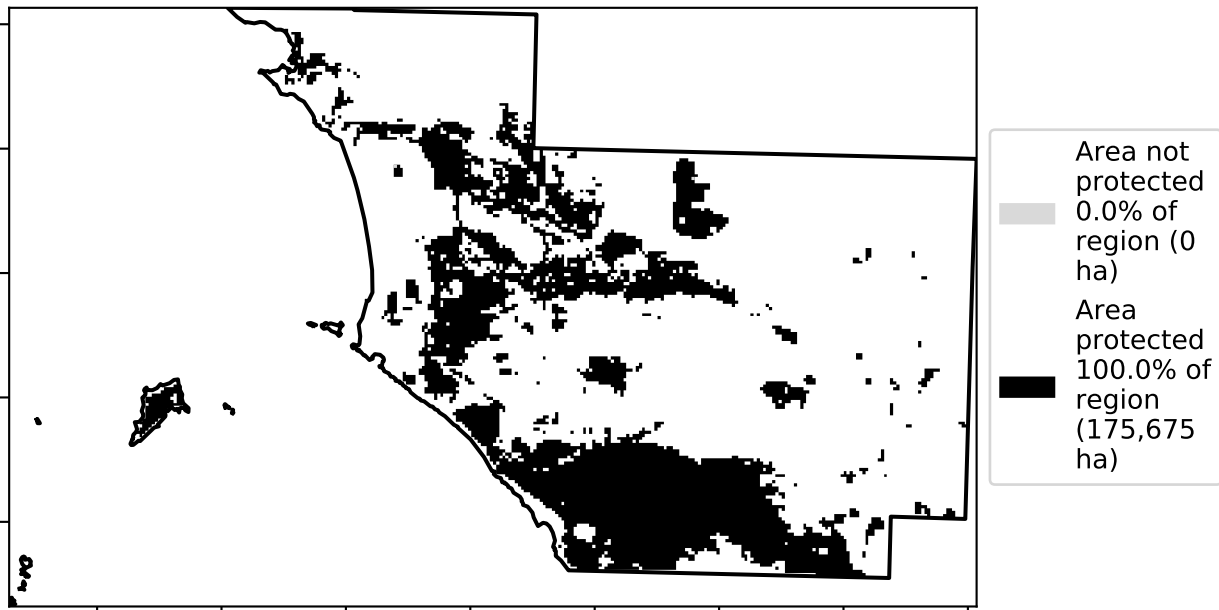 Area not
protected
0.0% of
region (0
ha)
Area
protected
100.0% of
region
(175,675
ha)